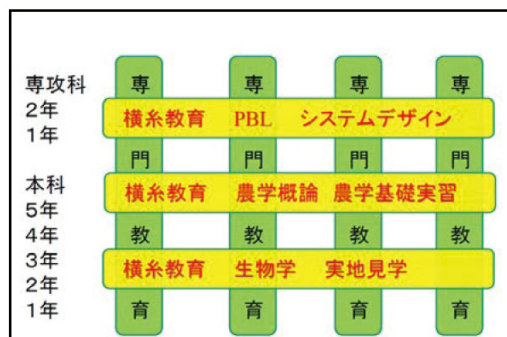 専攻科
2年
1年
本科
5年
4年
3年
2年
1年
専 専 専 専
横糸教育 PBL システムデザイン
門 門 門 門
横糸教育 農学概論 農学基礎実習
教 教 教 教
横糸教育 生物学 実地見学
育 育 育 育